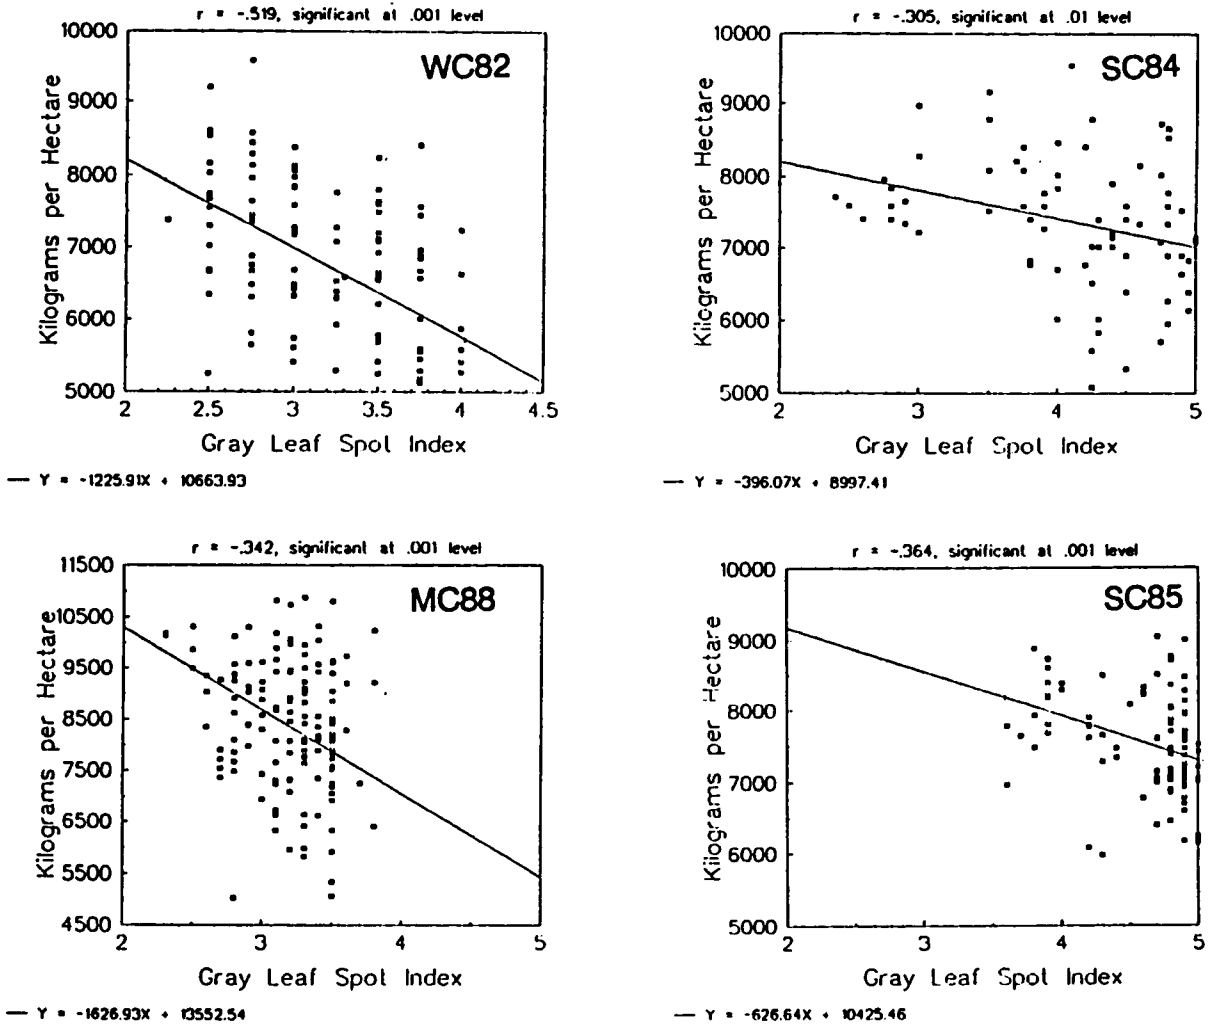 r = -.519, significant at .001 level
WC82
Kilograms per Hectare
10000
9000
8000
7000
6000
5000
2 2.5 3 3.5 4 4.5
Gray Leaf Spot Index
— Y = -1225.91X + 10663.93
r = -.305, significant at .01 level
SC84
Kilograms per Hectare
10000
9000
8000
7000
6000
5000
2 3 4 5
Gray Leaf Spot Index
— Y = -396.07X + 8997.41
r = -.342, significant at .001 level
MC88
Kilograms per Hectare
11500
10500
9500
8500
7500
6500
5500
4500
2 3 4 5
Gray Leaf Spot Index
— Y = -1626.93X + 13552.54
r = -.364, significant at .001 level
SC85
Kilograms per Hectare
10000
9000
8000
7000
6000
5000
2 3 4 5
Gray Leaf Spot Index
— Y = -626.64X + 10425.46